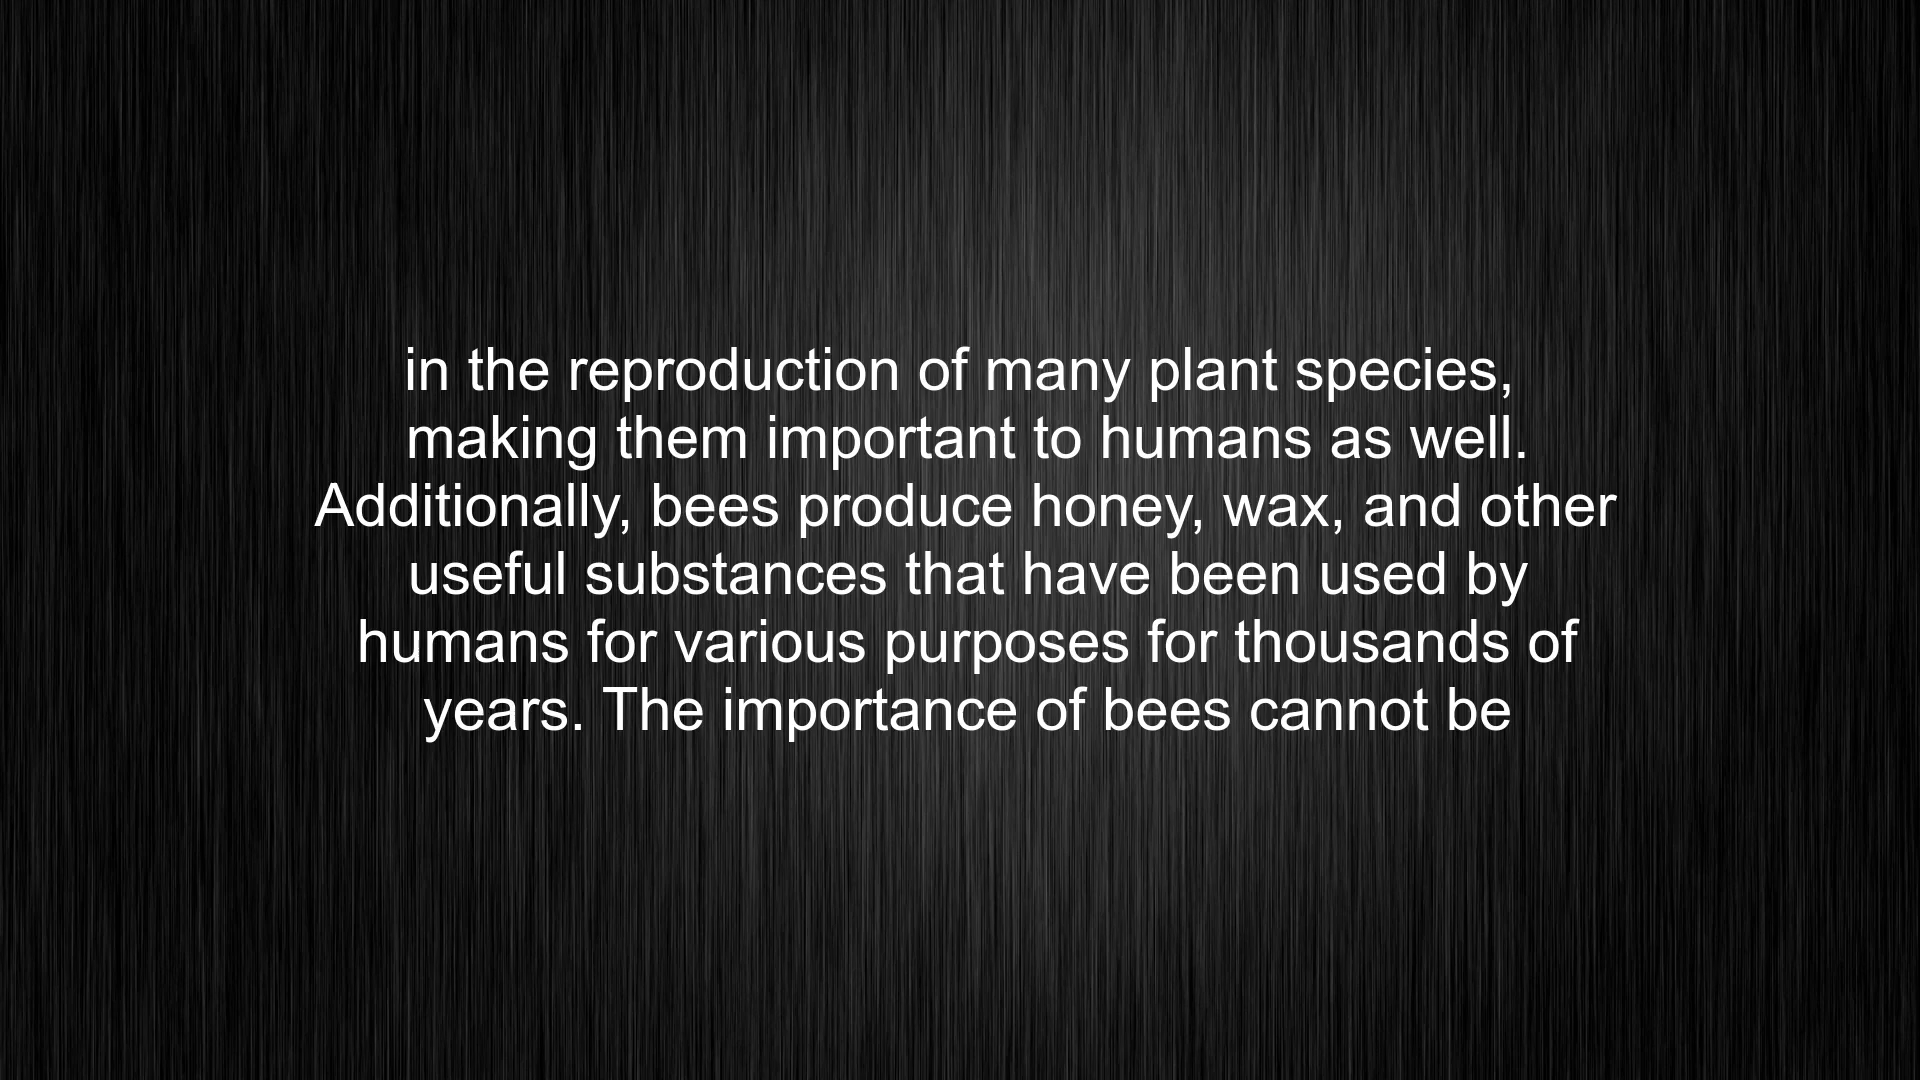 in the reproduction of many plant species,
making them important to humans as well.
Additionally, bees produce honey, wax, and other
useful substances that have been used by
humans for various purposes for thousands of
years. The importance of bees cannot be